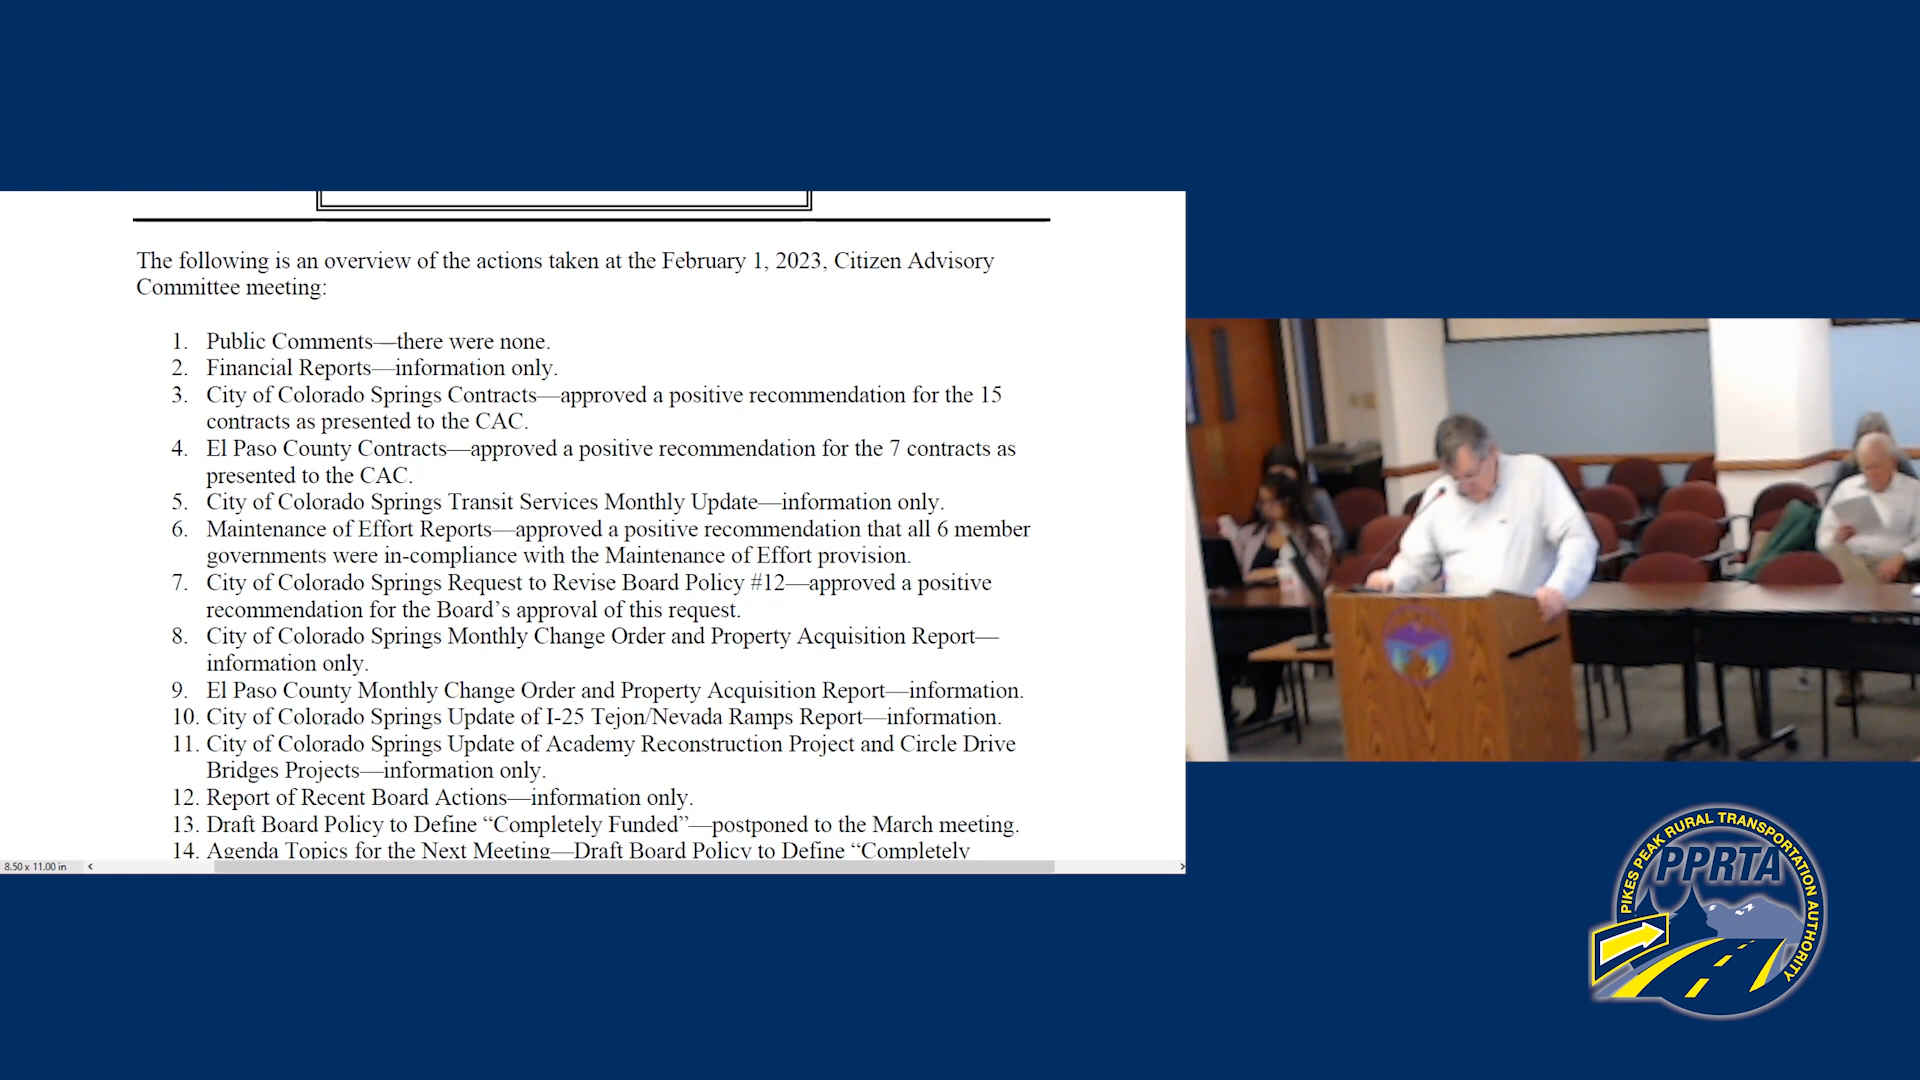 The following is an overview of the actions taken at the February 1, 2023, Citizen Advisory
Committee meeting:
1. Public Comments—there were none.
2. Financial Reports—information only.
3. City of Colorado Springs Contracts—approved a positive recommendation for the 15
contracts as presented to the CAC.
4. El Paso County Contracts—approved a positive recommendation for the 7 contracts as
presented to the CAC.
5. City of Colorado Springs Transit Services Monthly Update—information only.
6. Maintenance of Effort Reports—approved a positive recommendation that all 6 member
governments were in-compliance with the Maintenance of Effort provision.
7. City of Colorado Springs Request to Revise Board Policy #12—approved a positive
recommendation for the Board’s approval of this request.
8. City of Colorado Springs Monthly Change Order and Property Acquisition Report—
information only.
9. El Paso County Monthly Change Order and Property Acquisition Report—information.
10. City of Colorado Springs Update of I-25 Tejon/Nevada Ramps Report—information.
11. City of Colorado Springs Update of Academy Reconstruction Project and Circle Drive
Bridges Projects—information only.
12. Report of Recent Board Actions—information only.
13. Draft Board Policy to Define “Completely Funded”—postponed to the March meeting.
14. Agenda Topics for the Next Meeting—Draft Board Policy to Define “Completely
8.50 x 11.00 in
PIKES PEAK RURAL TRANSPORTATION AUTHORITY
PPRTA